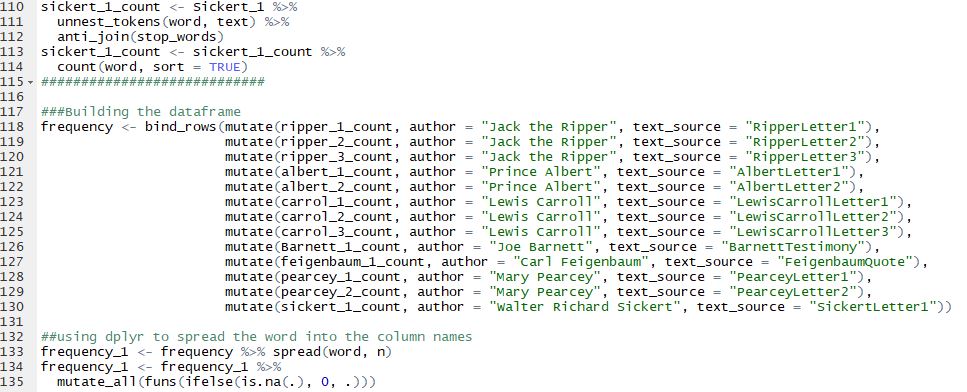 110 sickert_1_count <- Sickert_1 %>%
111   unnest_tokens(word, text) %>%
112   anti_join(stop_words)
113 sickert_1_count <- sickert_1_count %>%
114   count(word, sort = TRUE)
115 ############################
116
117 ###Building the dataframe
118 frequency <- bind_rows(mutate(ripper_1_count, author = "Jack the Ripper", text_source = "RipperLetter1"),
119                        mutate(ripper_2_count, author = "Jack the Ripper", text_source = "RipperLetter2"),
120                        mutate(ripper_3_count, author = "Jack the Ripper", text_source = "RipperLetter3"),
121                        mutate(albert_1_count, author = "Prince Albert", text_source = "AlbertLetter1"),
122                        mutate(albert_2_count, author = "Prince Albert", text_source = "AlbertLetter2"),
123                        mutate(carrol_1_count, author = "Lewis Carroll", text_source = "LewisCarrollLetter1"),
124                        mutate(carrol_2_count, author = "Lewis Carroll", text_source = "LewisCarrollLetter2"),
125                        mutate(carrol_3_count, author = "Lewis Carroll", text_source = "LewisCarrollLetter3"),
126                        mutate(Barnett_1_count, author = "Joe Barnett", text_source = "BarnettTestimony"),
127                        mutate(feigenbaum_1_count, author = "Carl Feigenbaum", text_source = "FeigenbaumQuote"),
128                        mutate(pearcey_1_count, author = "Mary Pearcey", text_source = "PearceyLetter1"),
129                        mutate(pearcey_2_count, author = "Mary Pearcey", text_source = "PearceyLetter2"),
130                        mutate(sickert_1_count, author = "Walter Richard Sickert", text_source = "SickertLetter1"))
131
132 ##using dplyr to spread the word into the column names
133 frequency_1 <- frequency %>% spread(word, n)
134 frequency_1 <- frequency_1 %>%
135   mutate_all(funs(ifelse(is.na(.), 0, .)))